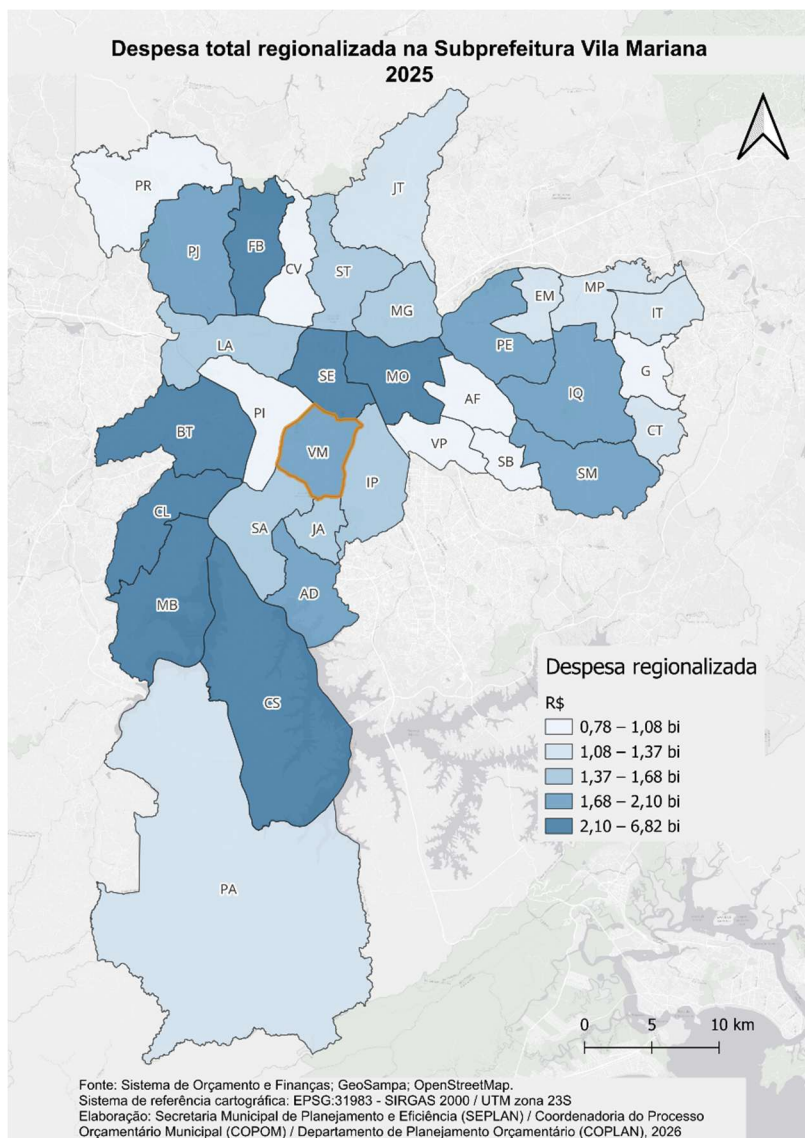 Despesa total regionalizada na Subprefeitura Vila Mariana
2025
JT
PR
FB
PJ
CV
ST
EM
MP
IT
MG
LA
PE
SE
MO
G
IQ
AF
PI
BT
CT
VP
VM
SB
SM
IP
CL
SA
JA
AD
MB
CS
PA
Despesa regionalizada
R$
0,78 – 1,08 bi
1,08 – 1,37 bi
1,37 – 1,68 bi
1,68 – 2,10 bi
2,10 – 6,82 bi
0 5 10 km
Fonte: Sistema de Orçamento e Finanças; GeoSampa; OpenStreetMap.
Sistema de referência cartográfica: EPSG:31983 - SIRGAS 2000 / UTM zona 23S
Elaboração: Secretaria Municipal de Planejamento e Eficiência (SEPLAN) / Coordenadoria do Processo
Orçamentário Municipal (COPOM) / Departamento de Planejamento Orçamentário (COPLAN), 2026